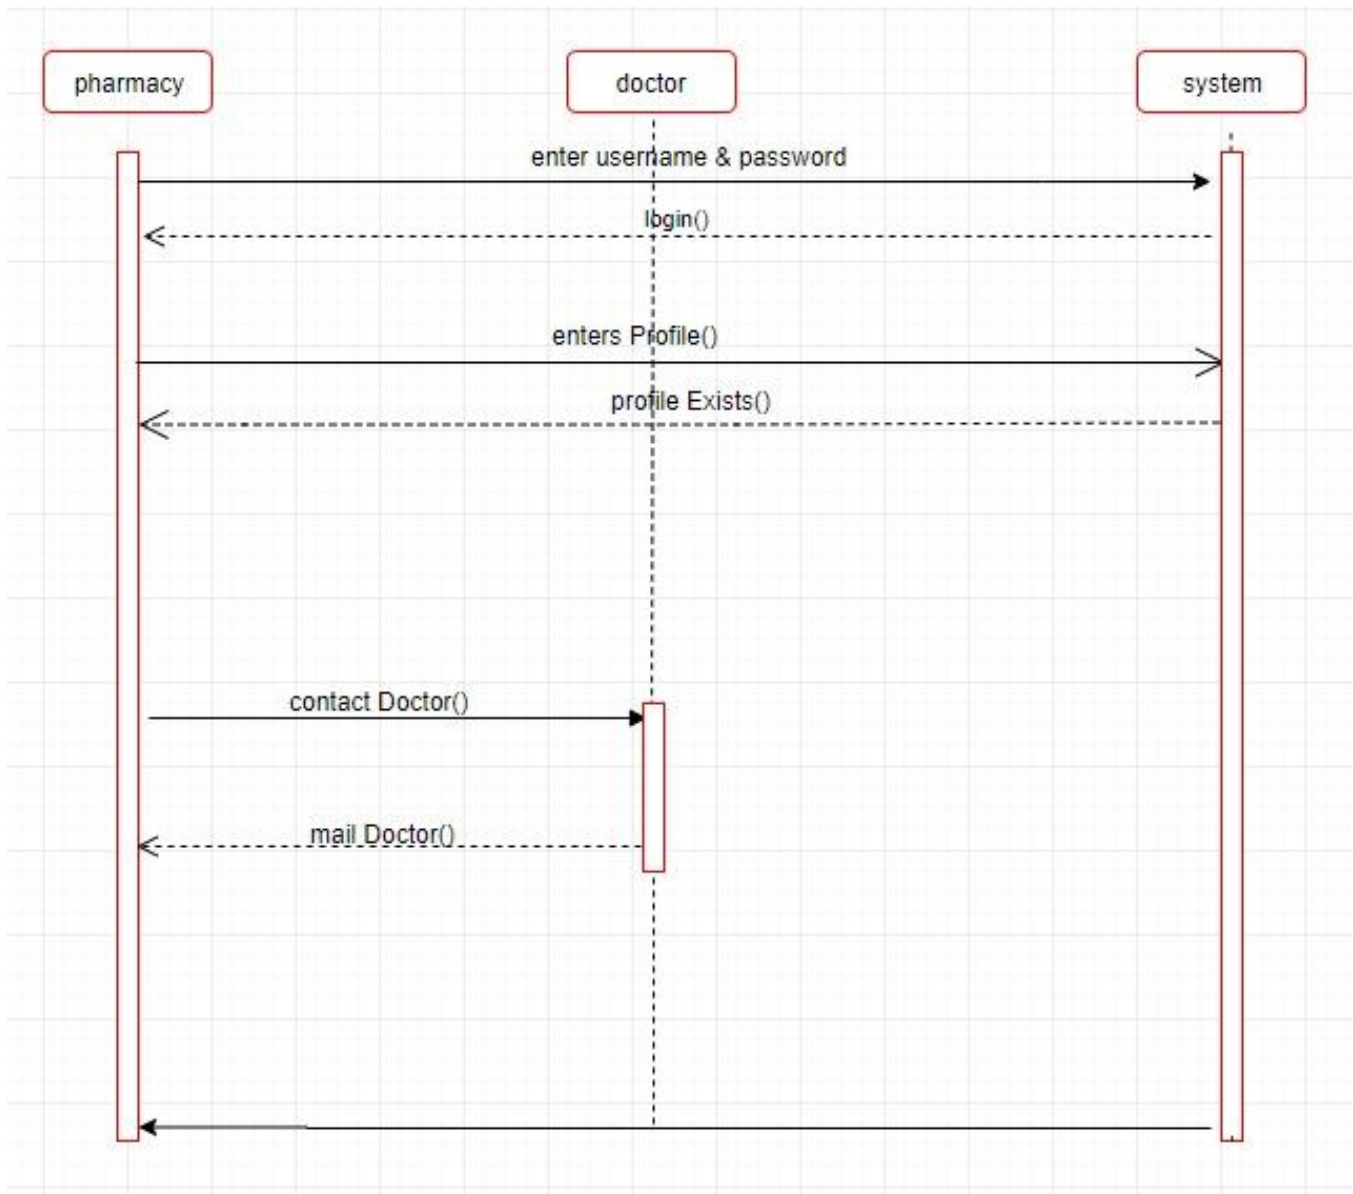 pharmacy
doctor
system
enter username & password
login()
enters Profile()
profile Exists()
contact Doctor()
mail Doctor()